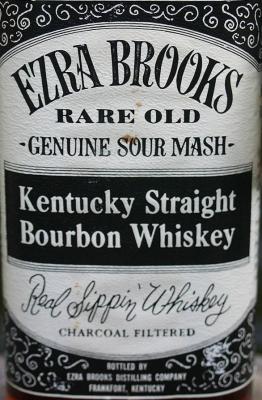 EZRA BROOKS
RARE OLD
-GENUINE SOUR MASH-
Kentucky Straight
Bourbon Whiskey
Real Sippin' Whiskey
CHARCOAL FILTERED
BOTTLED BY
EZRA BROOKS DISTILLING COMPANY
FRANKFORT, KENTUCKY